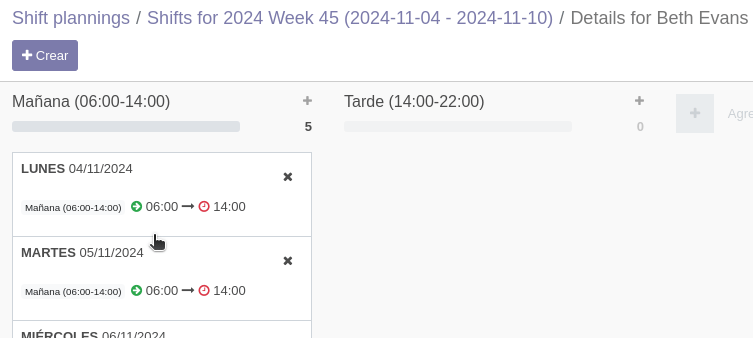 Shift plannings / Shifts for 2024 Week 45 (2024-11-04 - 2024-11-10) / Details for Beth Evans
Crear
Mañana (06:00-14:00)
5
Tarde (14:00-22:00)
0
Agre
LUNES 04/11/2024
Mañana (06:00-14:00) 06:00 14:00
MARTES 05/11/2024
Mañana (06:00-14:00) 06:00 14:00
MIÉRCOLES 06/11/2024